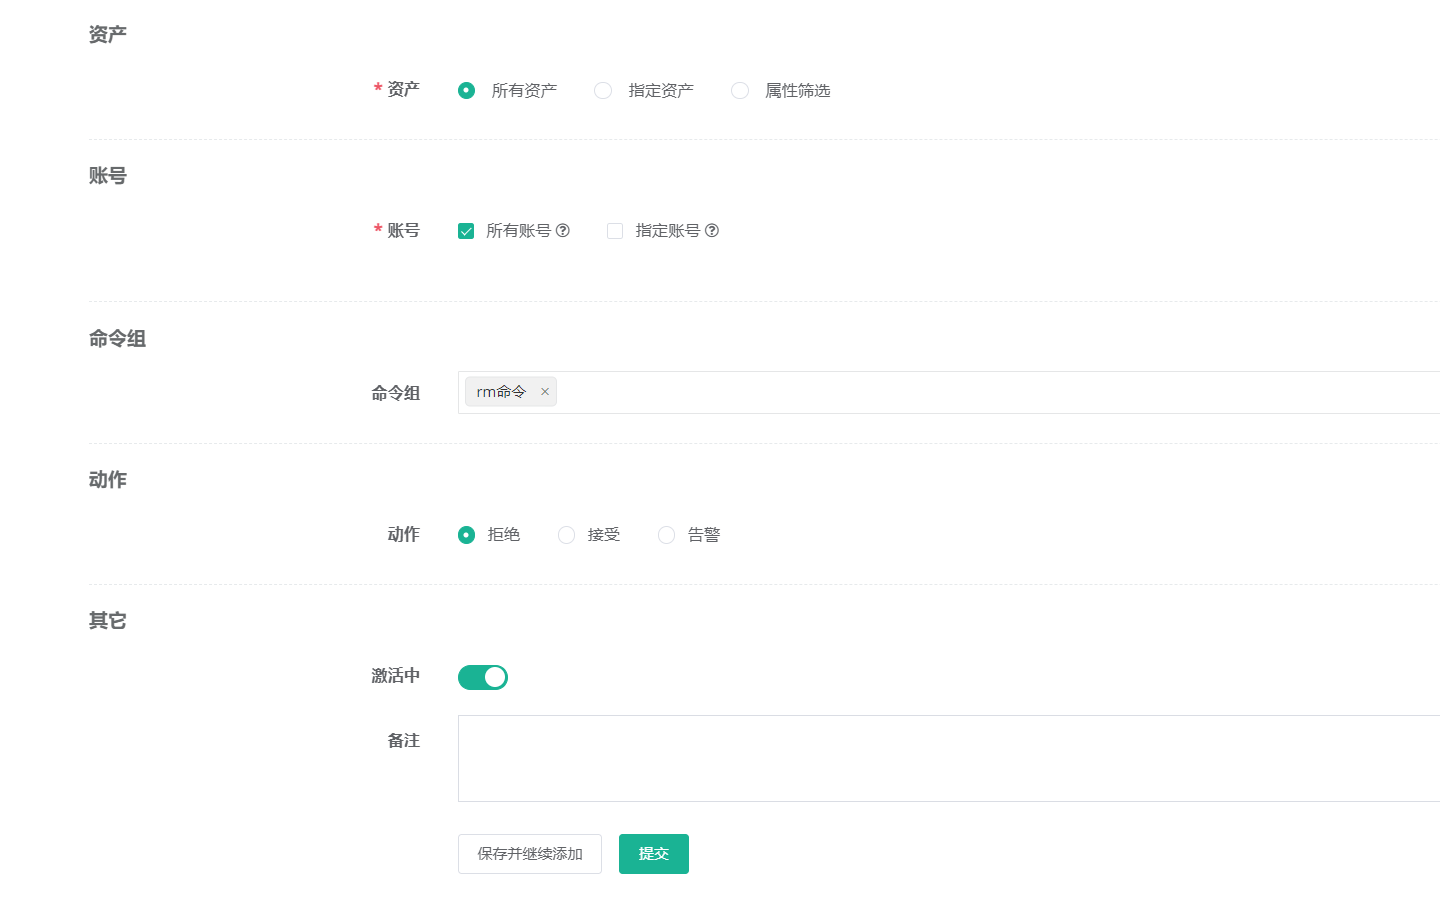 资产
* 资产 所有资产 指定资产 属性筛选
账号
* 账号 所有账号 指定账号
命令组
命令组 rm命令 ×
动作
动作 拒绝 接受 告警
其它
激活中
备注
保存并继续添加 提交